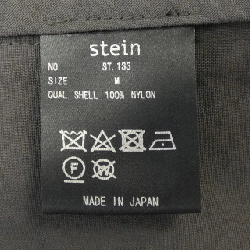 stein
NO ST.133
SIZE M
QUAL SHELL 100% NYLON
F W
MADE IN JAPAN